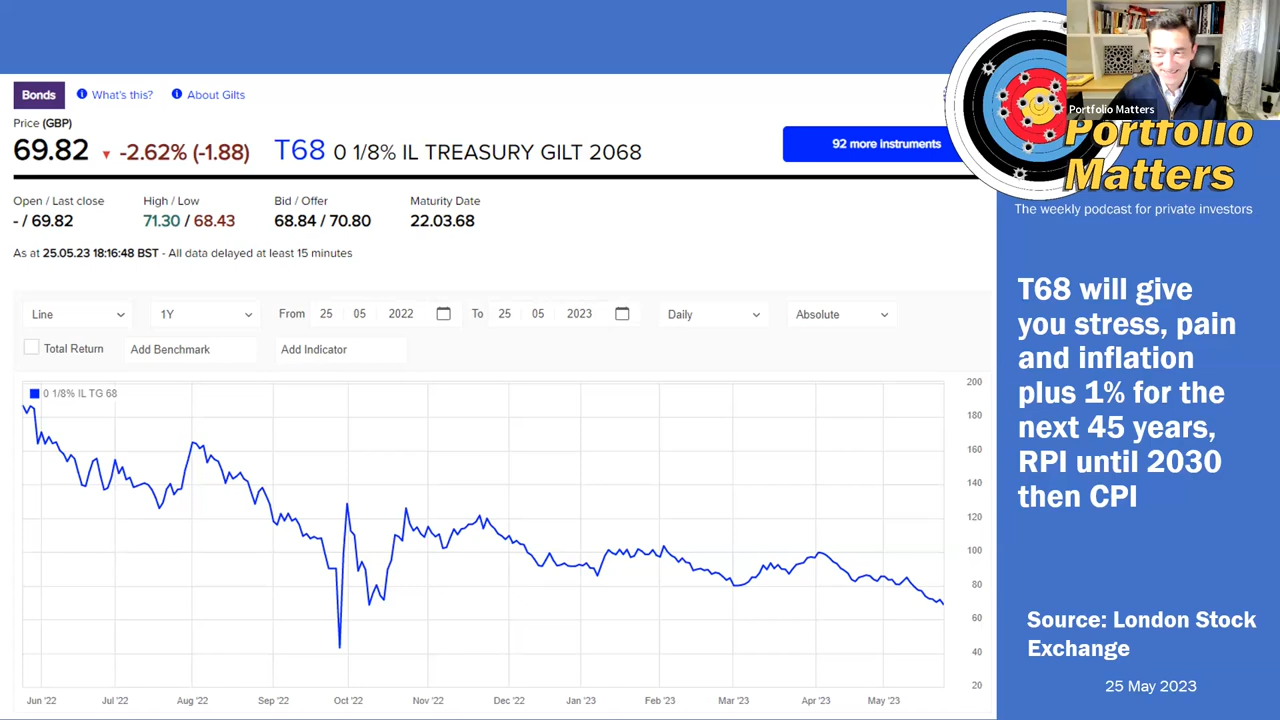 Bonds
What's this?
About Gilts
Price (GBP)
69.82 ▼ -2.62% (-1.88)
T68 0 1/8% IL TREASURY GILT 2068
92 more instruments
Open / Last close
- / 69.82
High / Low
71.30 / 68.43
Bid / Offer
68.84 / 70.80
Maturity Date
22.03.68
As at 25.05.23 18:16:48 BST - All data delayed at least 15 minutes
Line
1Y
From 25 05 2022
To 25 05 2023
Daily
Absolute
Total Return
Add Benchmark
Add Indicator
0 1/8% IL TG 68
200
180
160
140
120
100
80
60
40
20
Jun '22
Jul '22
Aug '22
Sep '22
Oct '22
Nov '22
Dec '22
Jan '23
Feb '23
Mar '23
Apr '23
May '23
Portfolio Matters
Portfolio
Matters
The weekly podcast for private investors
T68 will give
you stress, pain
and inflation
plus 1% for the
next 45 years,
RPI until 2030
then CPI
Source: London Stock
Exchange
25 May 2023